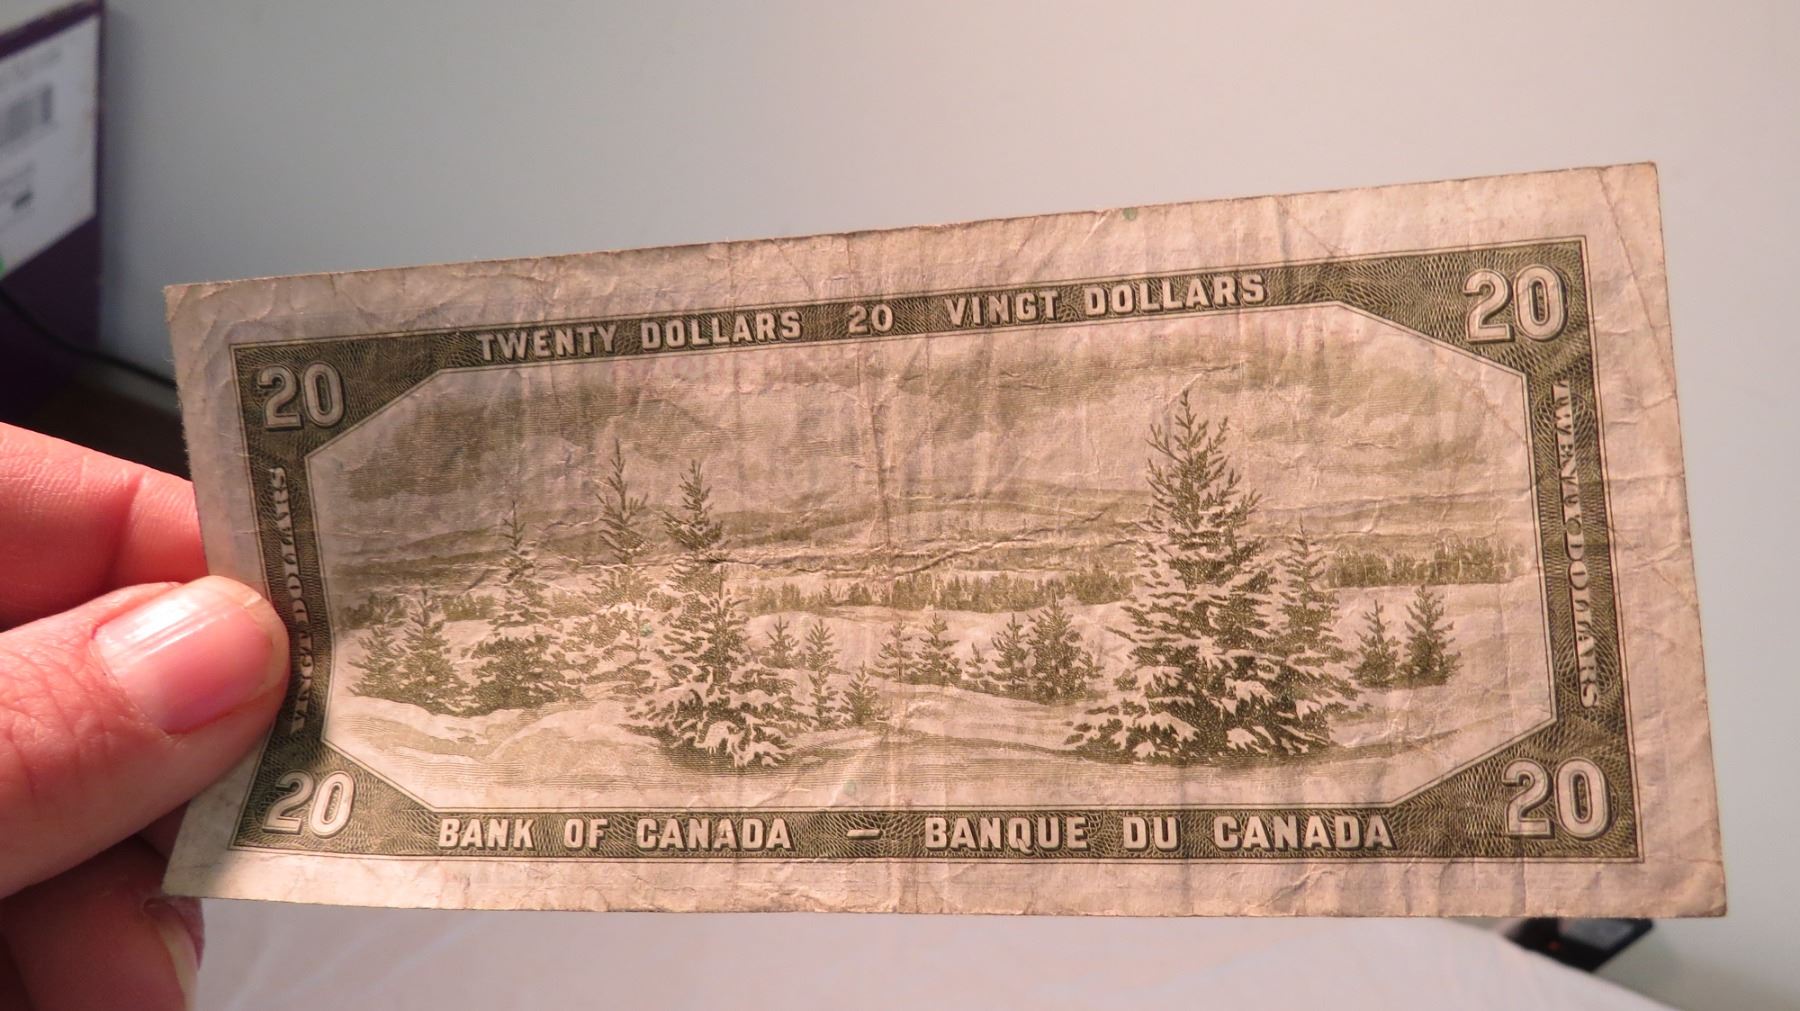 TWENTY DOLLARS 20 VINGT DOLLARS
20
20
VINGT DOLLARS
TWENTY DOLLARS
20
20
BANK OF CANADA — BANQUE DU CANADA